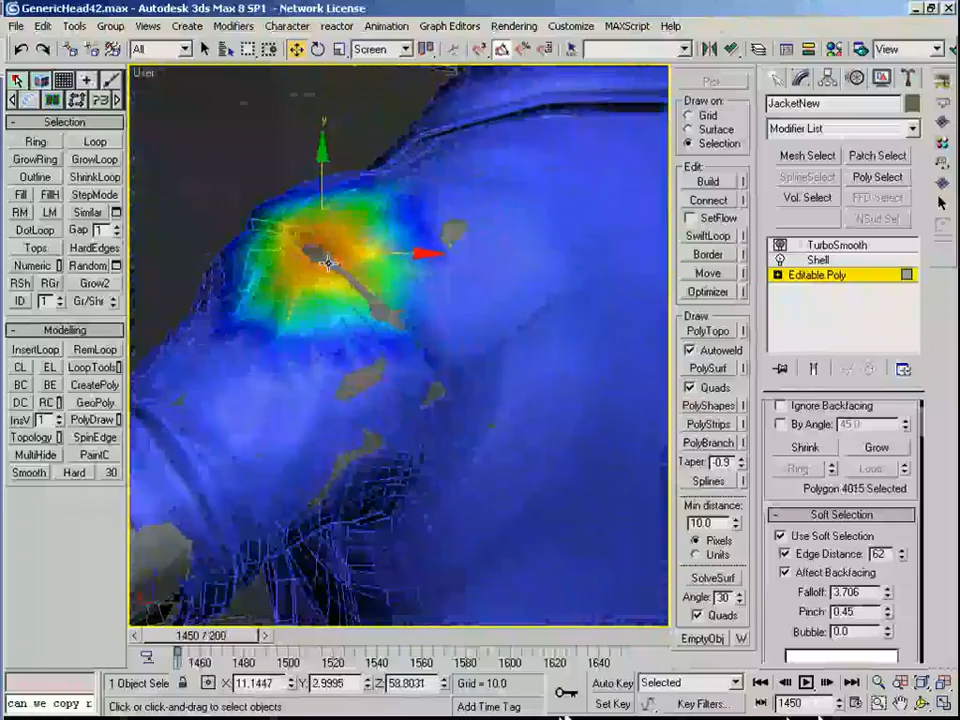 GenericHead42.max - Autodesk 3ds Max 8 SP1 - Network License
File Edit Tools Group Views Create Modifiers Character reactor Animation Graph Editors Rendering Customize MAXScript Help
All Screen View
User
Selection
Ring Loop
GrowRing GrowLoop
Outline ShrinkLoop
Fill FillH StepMode
RM LM Similar
DotLoop Gap 1
Tops HardEdges
Numeric Random
RSh RGr Grow2
ID 1 Gr/Shr
Modelling
InsertLoop RemLoop
CL EL LoopTools
BC BE CreatePoly
DC RC GeoPoly
InsV 1 PolyDraw
Topology SpinEdge
MultiHide PaintC
Smooth Hard 30
Pick
Draw on:
Grid
Surface
Selection
Edit:
Build
Connect
SetFlow
SwiftLoop
Border
Move
Optimizer
Draw:
PolyTopo
Autoweld
PolySurf
Quads
PolyShapes
PolyStrips
PolyBranch
Taper: -0.9
Splines
Min distance:
10.0
Pixels
Units
SolveSurf
Angle: 30
Quads
EmptyObj W
JacketNew
Modifier List
Mesh Select Patch Select
SplineSelect Poly Select
Vol. Select FFD Select
NSurf Sel
TurboSmooth
Shell
Editable Poly
Ignore Backfacing
By Angle: 45.0
Shrink Grow
Ring Loop
Polygon 4015 Selected
Soft Selection
Use Soft Selection
Edge Distance: 62
Affect Backfacing
Falloff: 3.706
Pinch: 0.45
Bubble: 0.0
1450 / 200
1460 1480 1500 1520 1540 1560 1580 1600 1620 1640
1 Object Sele X: 11.1447 Y: 2.9995 Z: 58.8031 Grid = 10.0 Auto Key Selected
can we copy r Click or click-and-drag to select objects Add Time Tag Set Key Key Filters... 1450